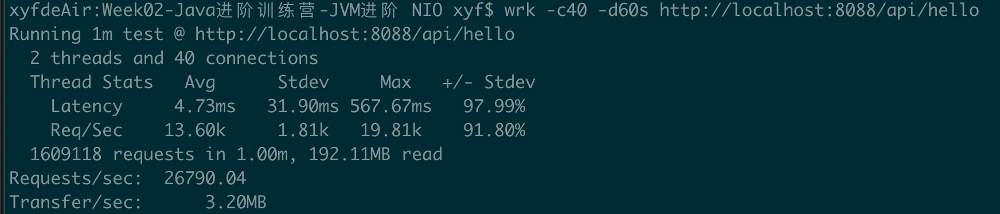 xyfdeAir:Week02-Java进阶训练营-JVM进阶 NIO xyf$ wrk -c40 -d60s http://localhost:8088/api/hello
Running 1m test @ http://localhost:8088/api/hello
  2 threads and 40 connections
  Thread Stats   Avg      Stdev     Max   +/- Stdev
    Latency     4.73ms   31.90ms 567.67ms   97.99%
    Req/Sec    13.60k     1.81k   19.81k    91.80%
  1609118 requests in 1.00m, 192.11MB read
Requests/sec:  26790.04
Transfer/sec:      3.20MB